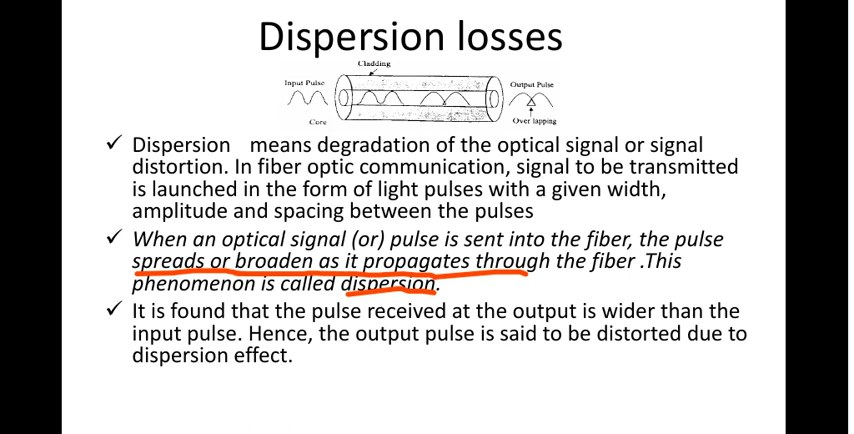 Dispersion losses
Cladding
Input Pulse
Output Pulse
Core
Over lapping
✓ Dispersion means degradation of the optical signal or signal
distortion. In fiber optic communication, signal to be transmitted
is launched in the form of light pulses with a given width,
amplitude and spacing between the pulses
✓ When an optical signal (or) pulse is sent into the fiber, the pulse
spreads or broaden as it propagates through the fiber .This
phenomenon is called dispersion.
✓ It is found that the pulse received at the output is wider than the
input pulse. Hence, the output pulse is said to be distorted due to
dispersion effect.